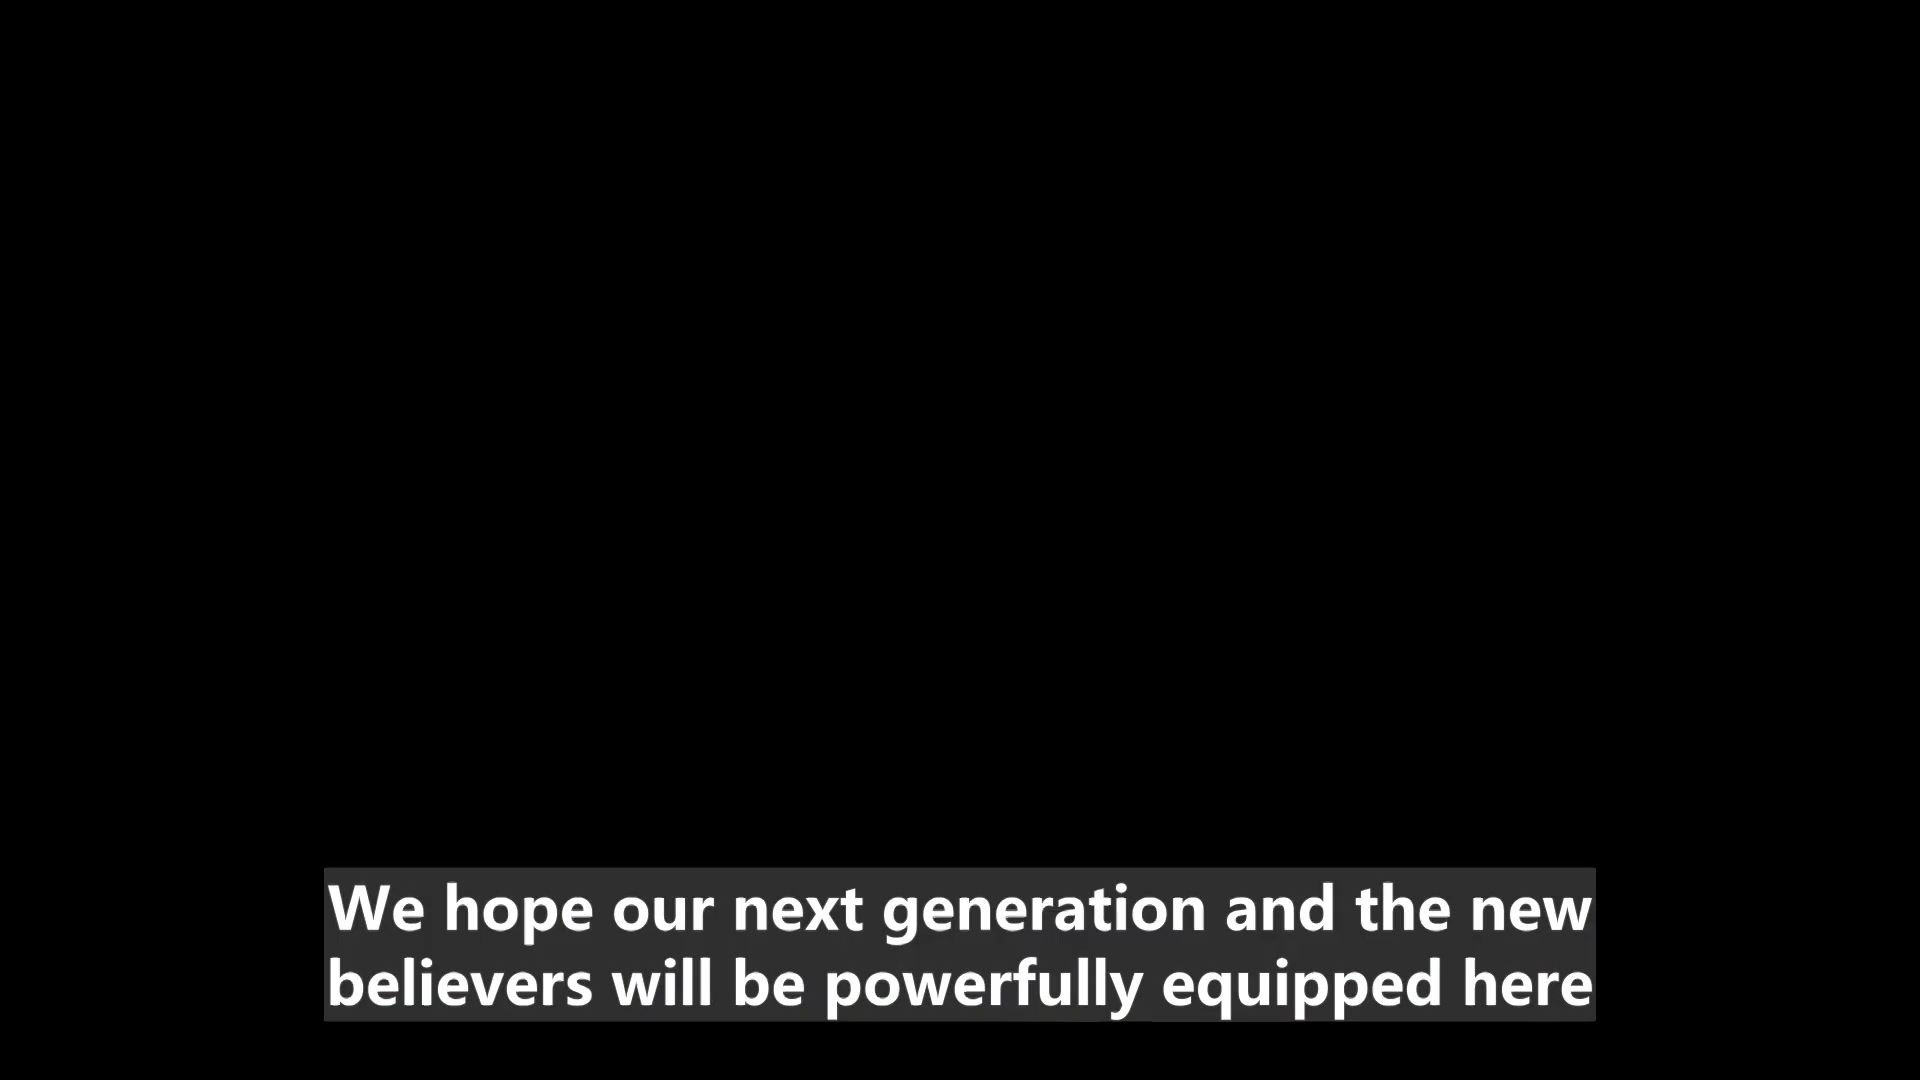 We hope our next generation and the new
believers will be powerfully equipped here